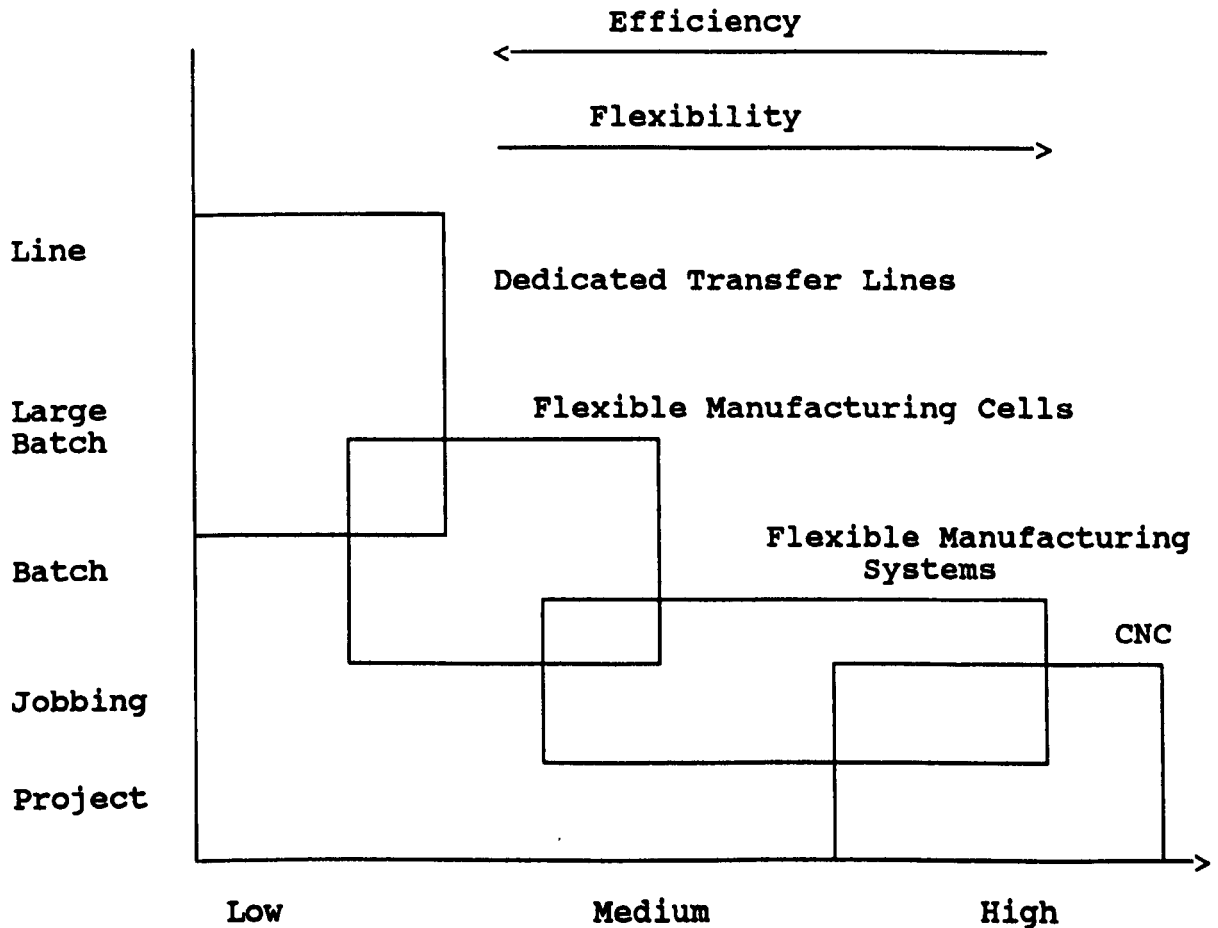 Efficiency
Flexibility
Line
Dedicated Transfer Lines
Large
Batch
Flexible Manufacturing Cells
Flexible Manufacturing
Systems
Batch
CNC
Jobbing
Project
Low
Medium
High